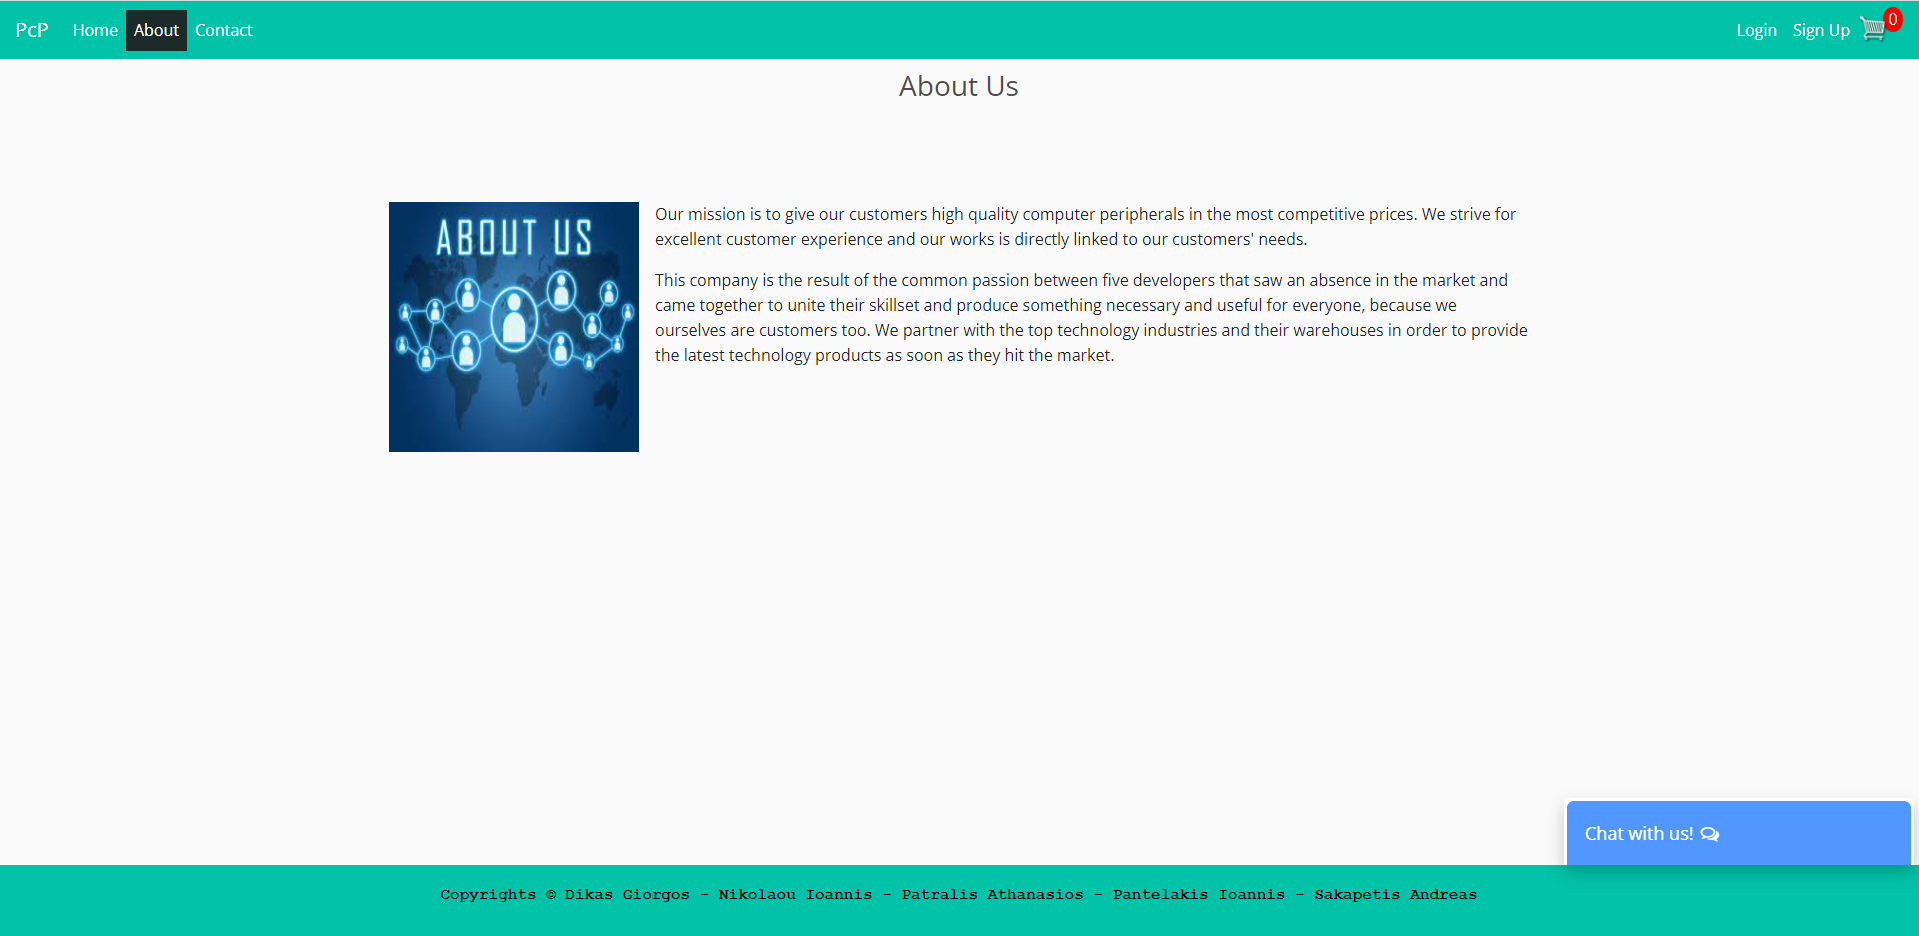 PcP Home About Contact Login Sign Up 0
About Us
ABOUT US
Our mission is to give our customers high quality computer peripherals in the most competitive prices. We strive for
excellent customer experience and our works is directly linked to our customers' needs.
This company is the result of the common passion between five developers that saw an absence in the market and
came together to unite their skillset and produce something necessary and useful for everyone, because we
ourselves are customers too. We partner with the top technology industries and their warehouses in order to provide
the latest technology products as soon as they hit the market.
Chat with us!
Copyrights © Dikas Giorgos - Nikolaou Ioannis - Patralis Athanasios - Pantelakis Ioannis - Sakapetis Andreas